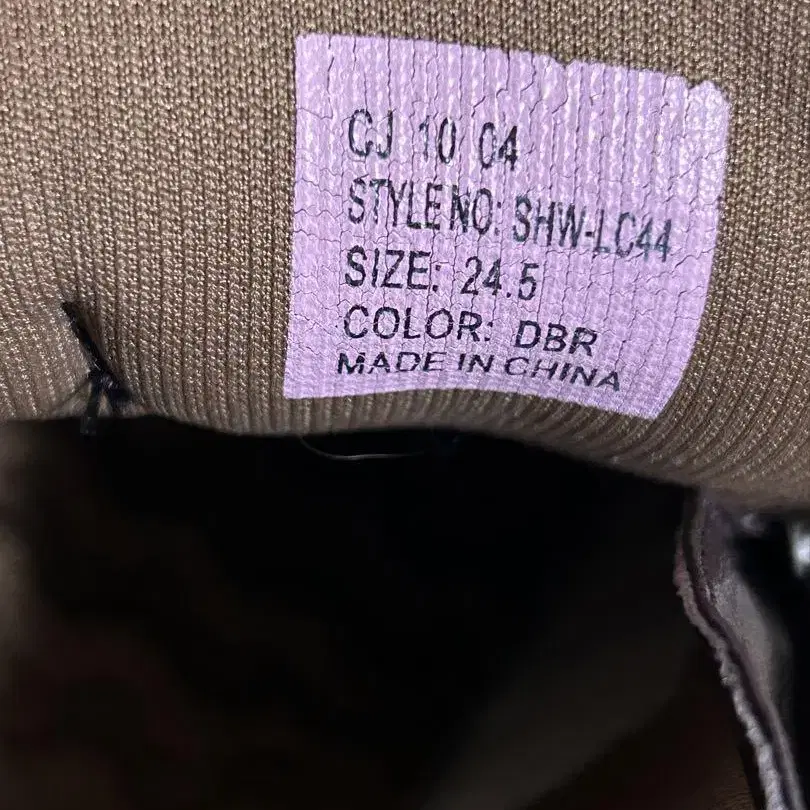 CJ 10 04
STYLE NO: SHW-LC44
SIZE: 24.5
COLOR: DBR
MADE IN CHINA